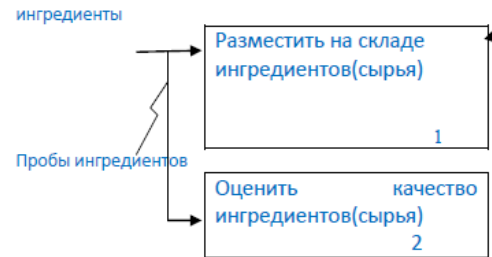 ингредиенты
Разместить на складе
ингредиентов(сырья)
1
Пробы ингредиентов
Оценить качество
ингредиентов(сырья)
2